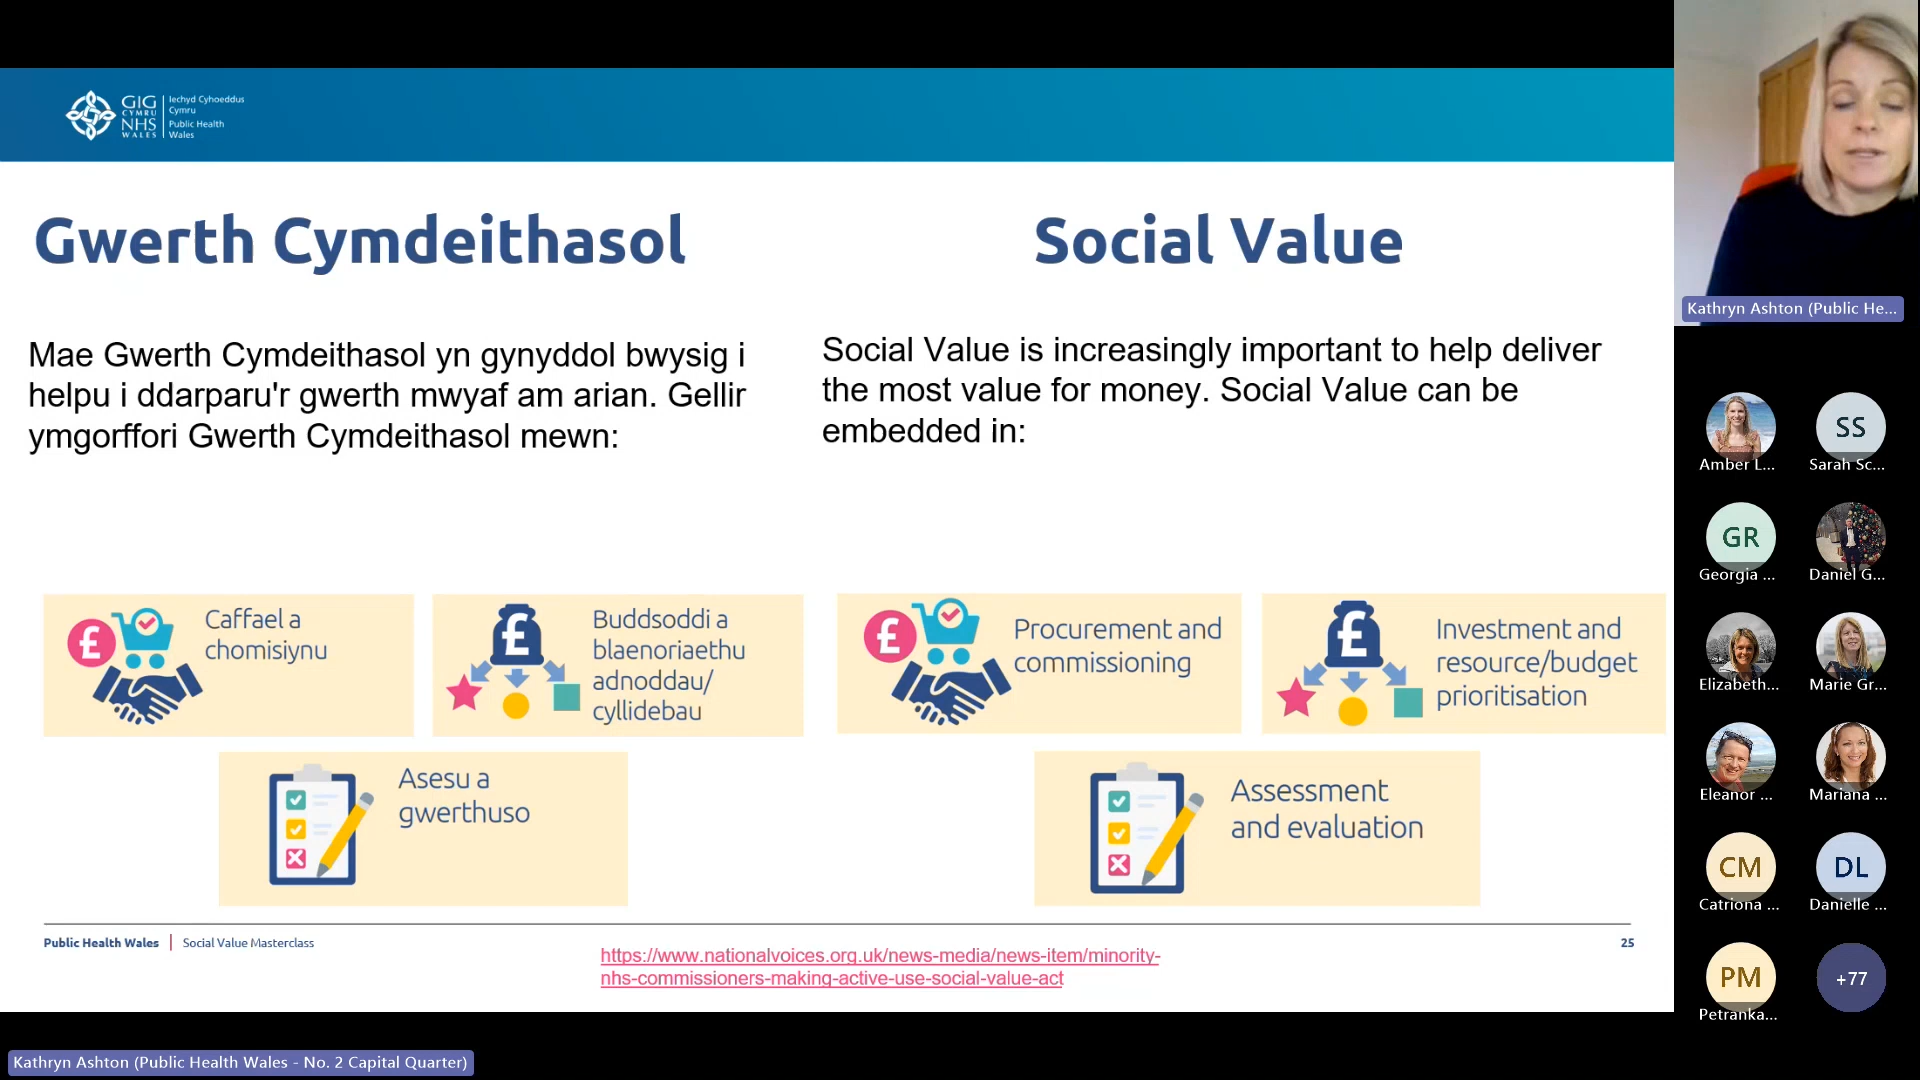 GIG
CYMRU
NHS
WALES
Iechyd Cyhoeddus
Cymru
Public Health
Wales
Gwerth Cymdeithasol
Mae Gwerth Cymdeithasol yn gynyddol bwysig i
helpu i ddarparu'r gwerth mwyaf am arian. Gellir
ymgorffori Gwerth Cymdeithasol mewn:
£
Caffael a
chomisiynu
£
Buddsoddi a
blaenoriaethu
adnoddau/
cyllidebau
Asesu a
gwerthuso
Social Value
Social Value is increasingly important to help deliver
the most value for money. Social Value can be
embedded in:
£
Procurement and
commissioning
£
Investment and
resource/budget
prioritisation
Assessment
and evaluation
Public Health Wales | Social Value Masterclass
https://www.nationalvoices.org.uk/news-media/news-item/minority-
nhs-commissioners-making-active-use-social-value-act
25
Kathryn Ashton (Public He...
Amber L...
SS
Sarah Sc...
GR
Georgia ...
Daniel G...
Elizabeth...
Marie Gr...
Eleanor ...
Mariana ...
CM
Catriona ...
DL
Danielle ...
PM
Petranka...
+77
Kathryn Ashton (Public Health Wales - No. 2 Capital Quarter)